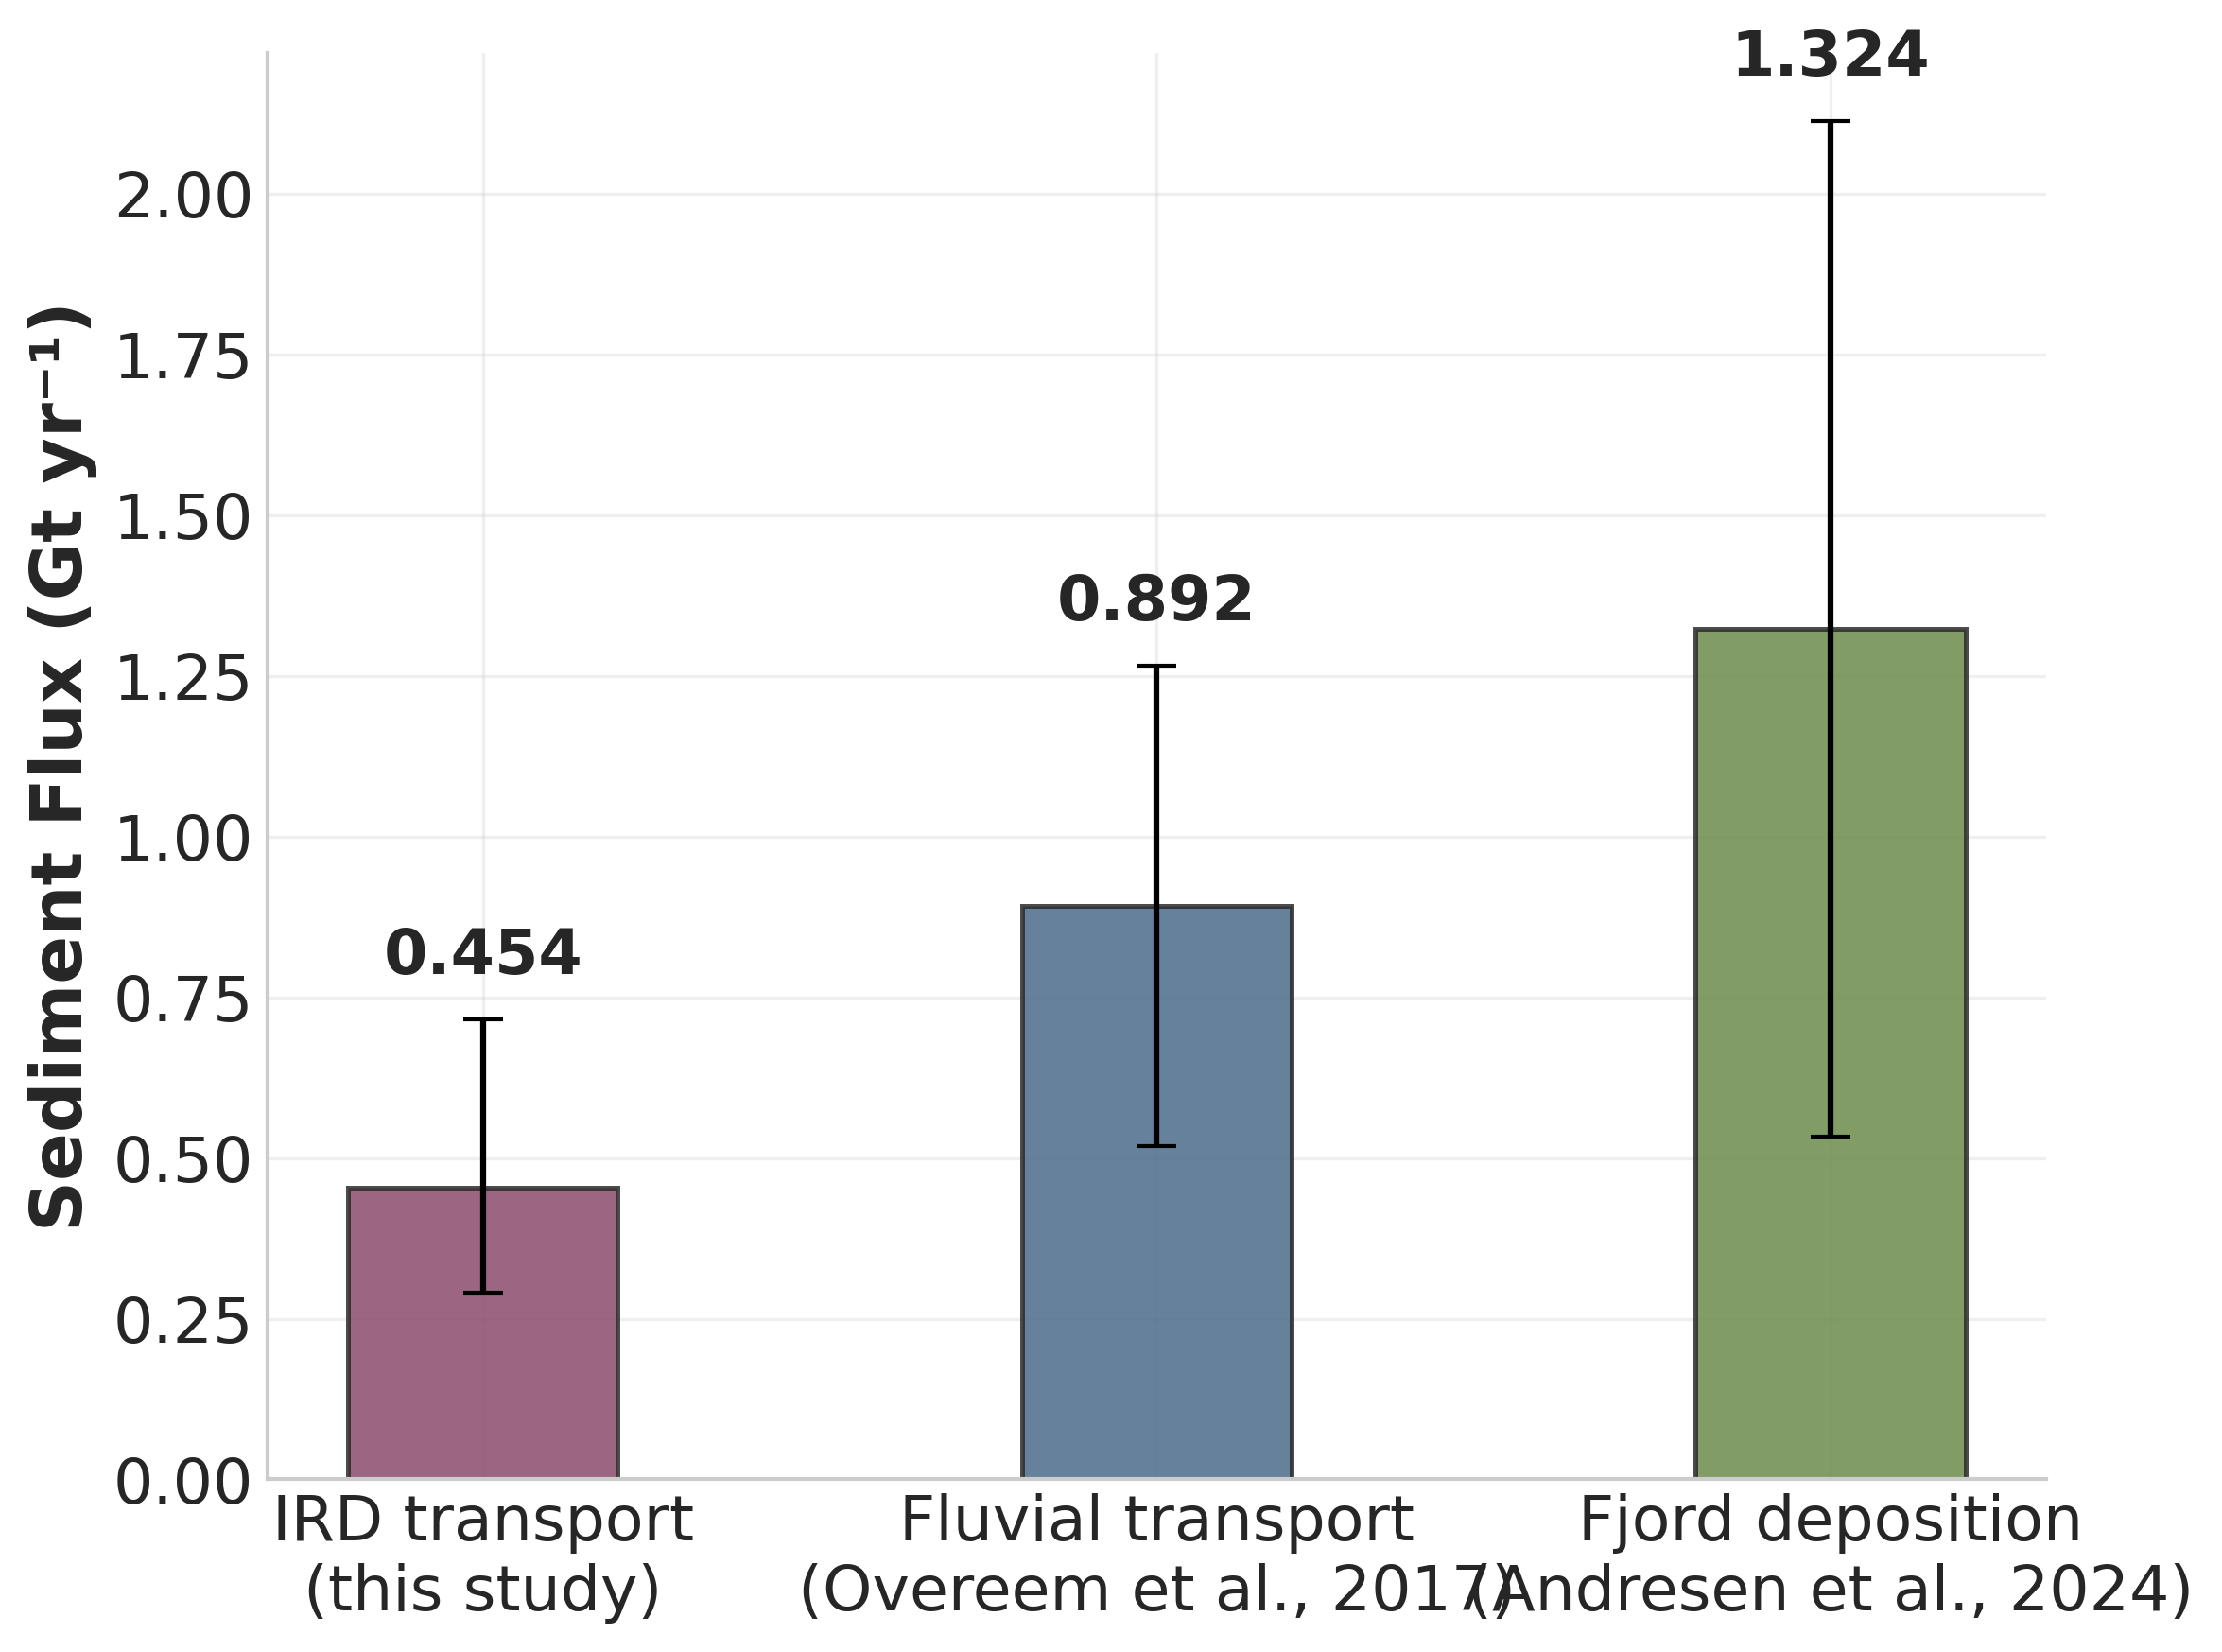 1.324
2.00
1.75
1.50
0.892
1.25
1.00
0.454
0.75
0.50
0.25
0.00
Sediment Flux (Gt yr⁻¹)
IRD transport
(this study)
Fluvial transport
(Overeem et al., 2017)
Fjord deposition
(Andresen et al., 2024)